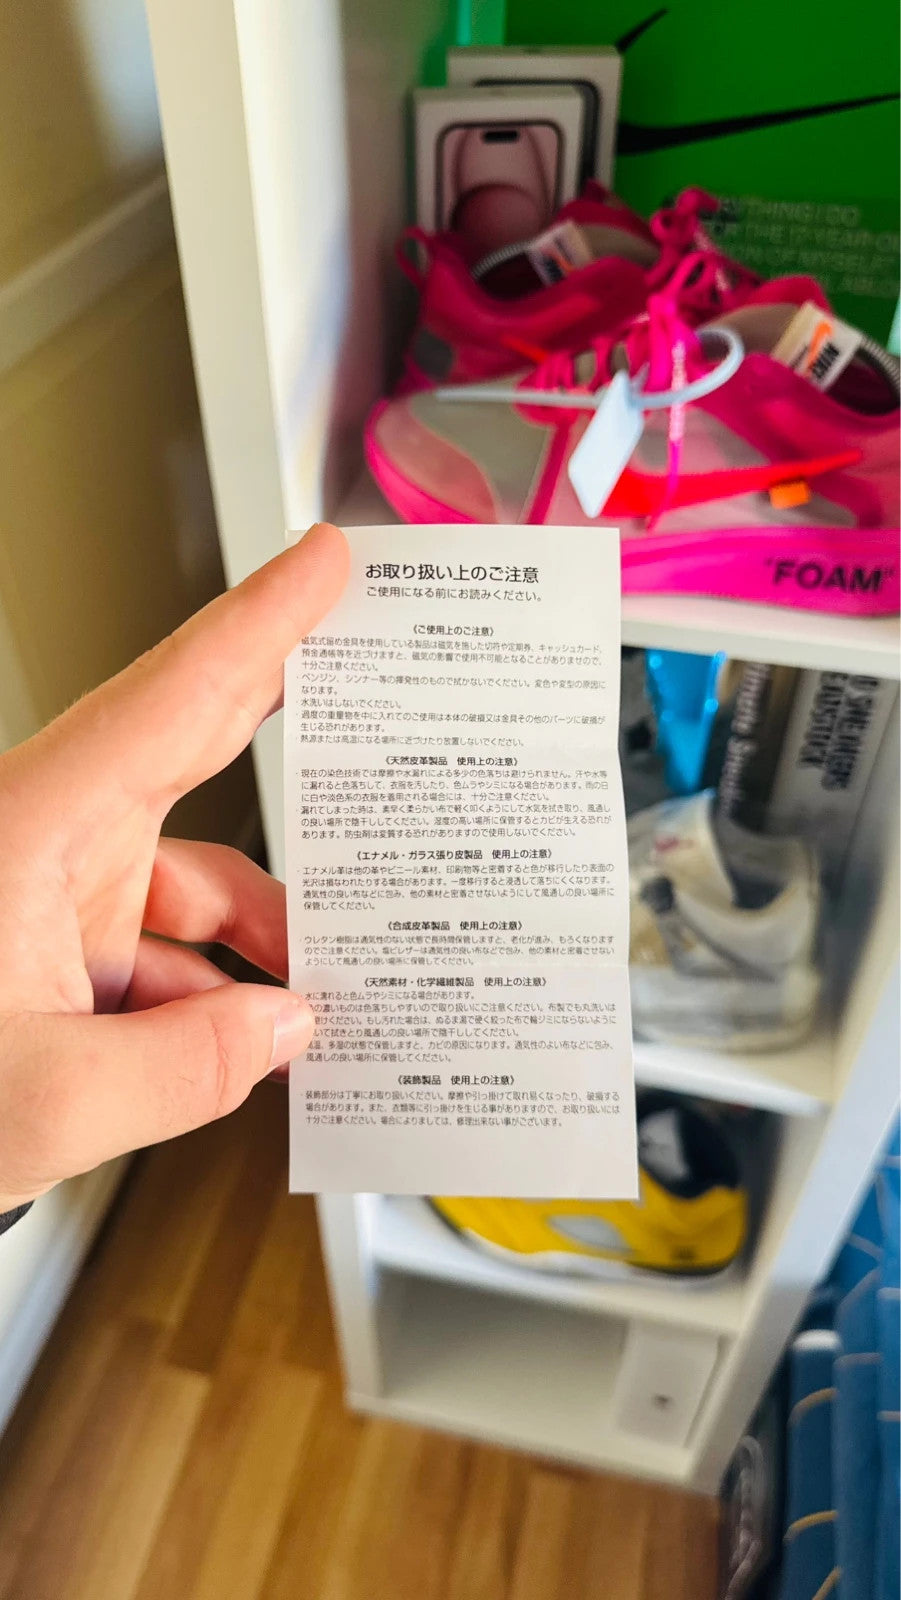 お取り扱い上のご注意
ご使用になる前にお読みください。
《ご使用上のご注意》
・磁気式留め金具を使用している製品は磁気を施した切符や定期券、キャッシュカード、
預金通帳等を近づけますと、磁気の影響で使用不可能となることがありますので、
十分ご注意ください。
・ベンジン、シンナー等の揮発性のもので拭かないでください。変色や変型の原因に
なります。
・水洗いはしないでください。
・過度の重量物を中に入れてのご使用は本体の破損又は金具その他のパーツに破損が
生じる恐れがあります。
・熱源または高温になる場所に近づけたり放置しないでください。
《天然皮革製品 使用上の注意》
・現在の染色技術では摩擦や水漏れによる多少の色落ちは避けられません。汗や水等
に漏れると色落ちして、衣服を汚したり、色ムラやシミになる場合があります。雨の日
に白や淡色系の衣服を着用される場合には、十分ご注意ください。
漏れてしまった時は、素早く柔らかい布で軽く叩くようにして水気を拭き取り、風通し
の良い場所で陰干ししてください。湿度の高い場所に保管するとカビが生える恐れが
あります。防虫剤は変質する恐れがありますので使用しないでください。
《エナメル・ガラス張り皮製品 使用上の注意》
・エナメル革は他の革やビニール素材、印刷物等と密着すると色が移行したり表面の
光沢は損なわれたりする場合があります。一度移行すると浸透して落ちにくくなります。
通気性の良い布などに包み、他の素材と密着させないようにして風通しの良い場所に
保管してください。
《合成皮革製品 使用上の注意》
・ウレタン樹脂は通気性のない状態で長時間保管しますと、老化が進み、もろくなります
のでご注意ください。塩ビレザーは通気性の良い布などで包み、他の素材と密着させない
ようにして風通しの良い場所に保管してください。
《天然素材・化学繊維製品 使用上の注意》
・水に濡れると色ムラやシミになる場合があります。
の濃いものは色落ちしやすいので取り扱いにご注意ください。布製でも丸洗いは
避けください。もし汚れた場合は、ぬるま湯で硬く絞った布で輪ジミにならないように
いて拭きとり風通しの良い場所で陰干ししてください。
高温、多湿の状態で保管しますと、カビの原因になります。通気性のよい布などに包み、
風通しの良い場所に保管してください。
《装飾製品 使用上の注意》
・装飾部分は丁寧にお取り扱いください。摩擦や引っ掛けて取れ易くなったり、破損する
場合があります。また、衣類等に引っ掛けを生じる事がありますので、お取り扱いには
十分ご注意ください。場合によりましては、修理出来ない事がございます。
"FOAM"
NIKE